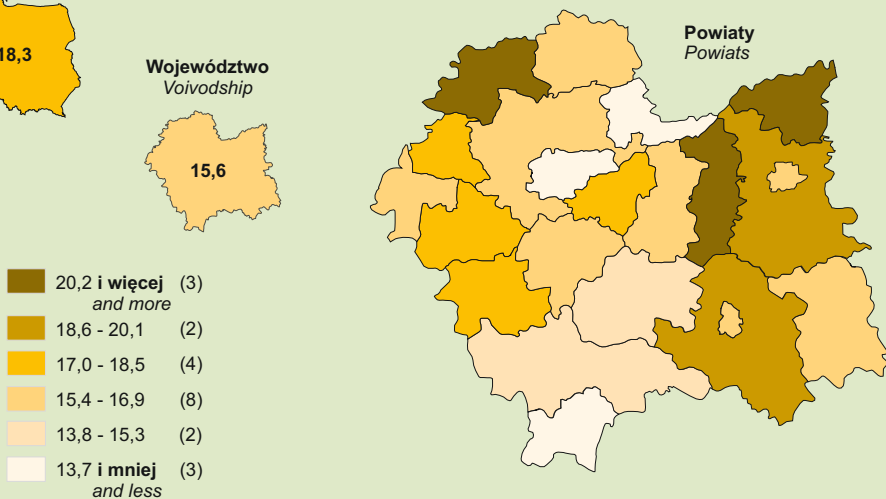 18,3
Województwo
Voivodship
15,6
Powiaty
Powiats
20,2 i więcej (3)
and more
18,6 - 20,1 (2)
17,0 - 18,5 (4)
15,4 - 16,9 (8)
13,8 - 15,3 (2)
13,7 i mniej (3)
and less